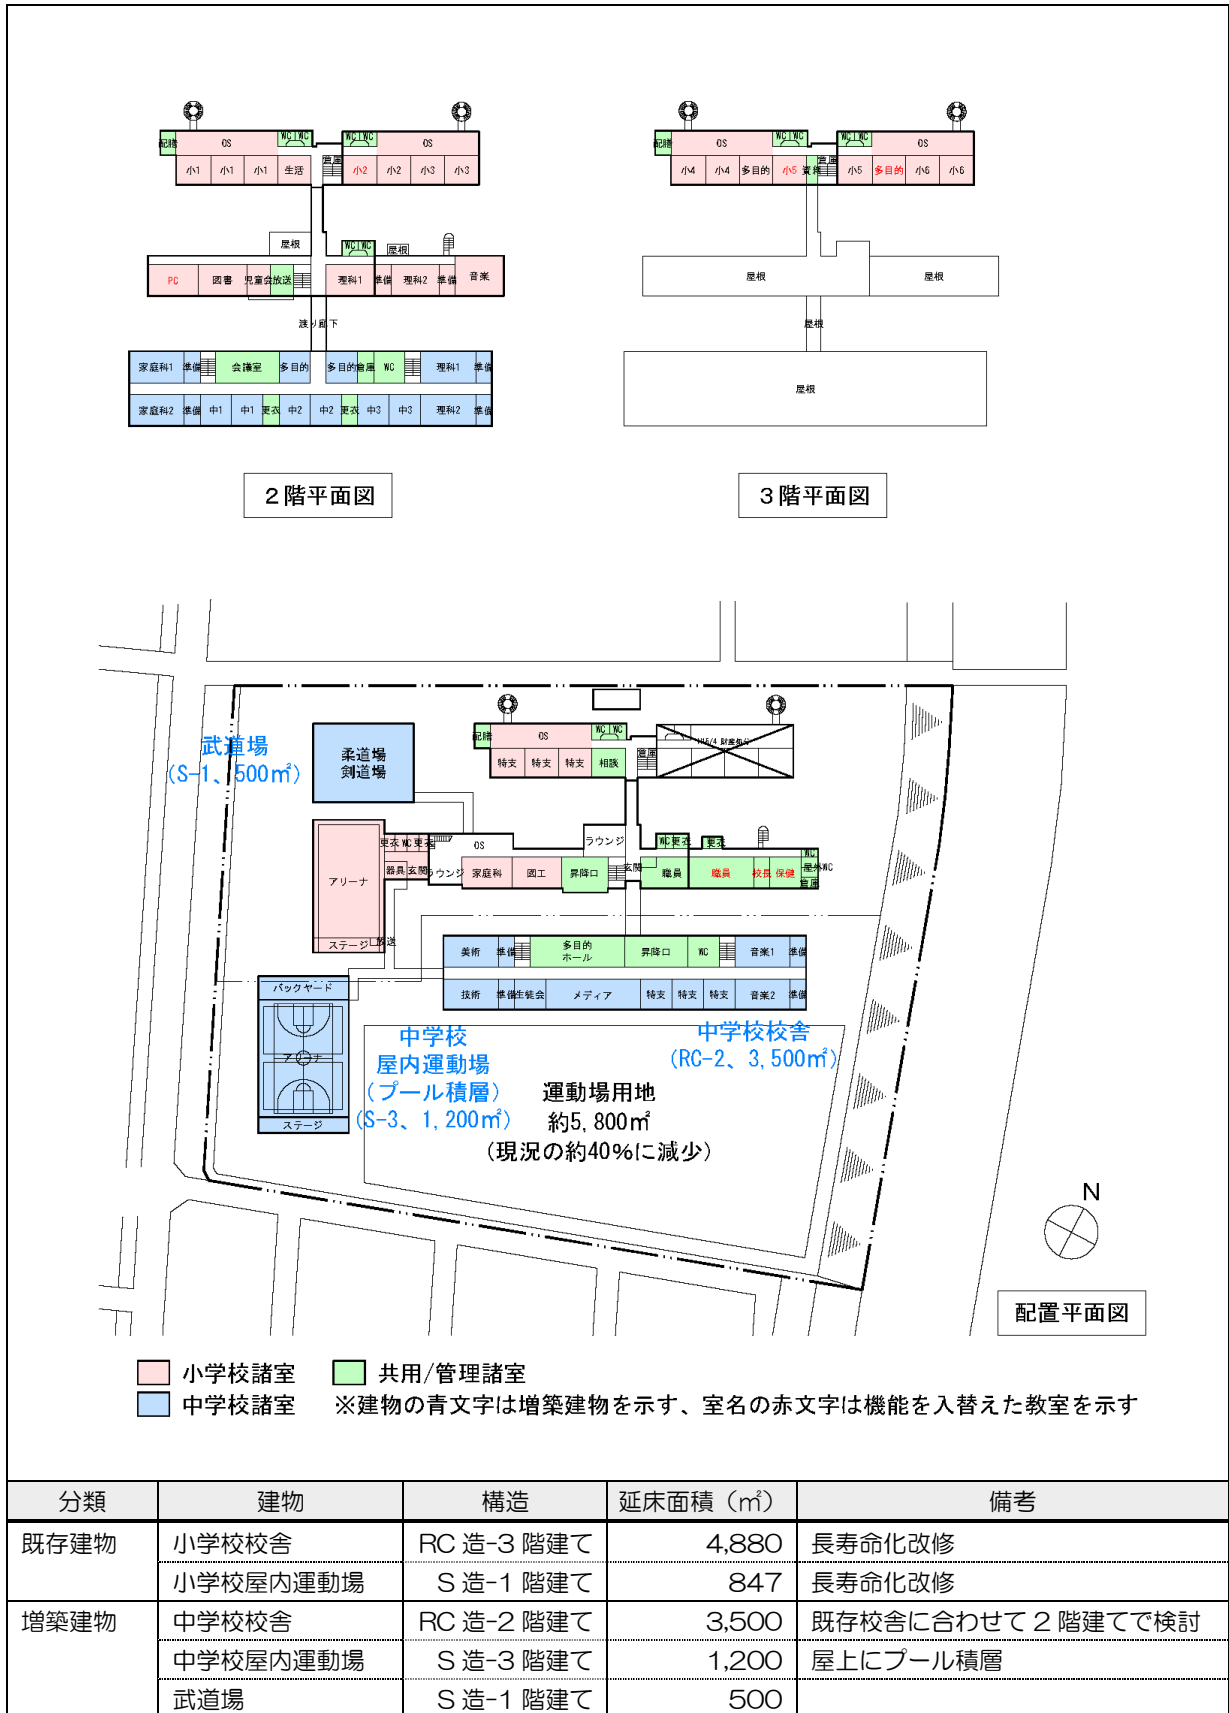 配膳 OS WC WC WC WC OS
小1 小1 小1 生活 倉庫 小2 小2 小3 小3
屋根 WC WC 屋根
PC 図書 児童会 放送 理科1 準備 理科2 準備 音楽
渡り廊下
家庭科1 準備 会議室 多目的 多目的 倉庫 WC 理科1 準備
家庭科2 準備 中1 中1 更衣 中2 中2 更衣 中3 中3 理科2 準備
2階平面図
配膳 OS WC WC WC WC OS
小4 小4 多目的 小5 資料 倉庫 小5 多目的 小6 小6
屋根 屋根
屋根
屋根
3階平面図
武道場
(S-1、500㎡)
柔道場
剣道場
配膳 OS WC WC
特支 特支 特支 相談 倉庫
更衣 WC 更衣 OS ラウンジ WC 更衣 更衣
アリーナ 器具 玄関 ラウンジ 家庭科 図工 昇降口 玄関 職員 職員 校長 保健 WC 屋外WC 倉庫
ステージ 放送
美術 準備 多目的ホール 昇降口 WC 音楽1 準備
技術 準備 生徒会 メディア 特支 特支 特支 音楽2 準備
バックヤード
アリーナ
ステージ
中学校
屋内運動場
(プール積層)
(S-3、1,200㎡)
中学校校舎
(RC-2、3,500㎡)
運動場用地
約5,800㎡
(現況の約40%に減少)
N
配置平面図
小学校諸室 共用/管理諸室
中学校諸室 ※建物の青文字は増築建物を示す、室名の赤文字は機能を入替えた教室を示す
分類 建物 構造 延床面積（㎡） 備考
既存建物 小学校校舎 RC 造-3 階建て 4,880 長寿命化改修
小学校屋内運動場 S 造-1 階建て 847 長寿命化改修
増築建物 中学校校舎 RC 造-2 階建て 3,500 既存校舎に合わせて 2 階建てで検討
中学校屋内運動場 S 造-3 階建て 1,200 屋上にプール積層
武道場 S 造-1 階建て 500